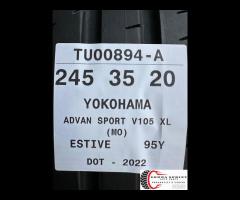 TU00894-A
245 35 20
YOKOHAMA
ADVAN SPORT V105 XL
(MO)
ESTIVE 95Y
DOT - 2022